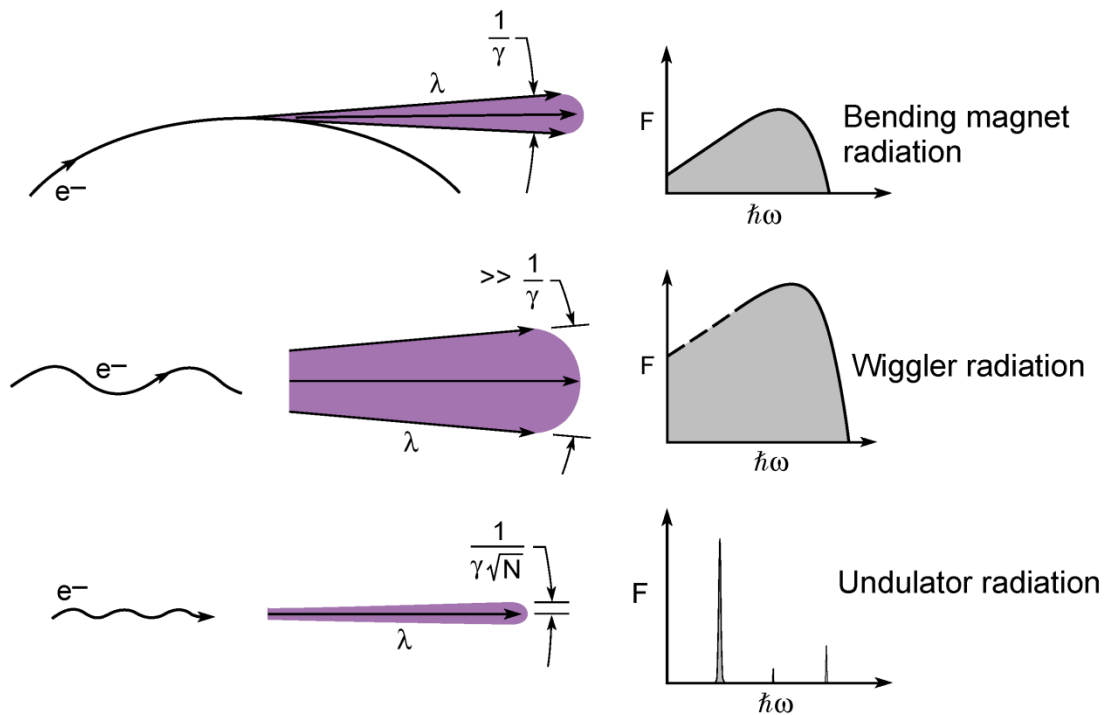 1
γ
λ
e–
F
ħω
Bending magnet
radiation
>> 1
γ
e–
λ
F
ħω
Wiggler radiation
1
γ√N
e–
λ
F
ħω
Undulator radiation